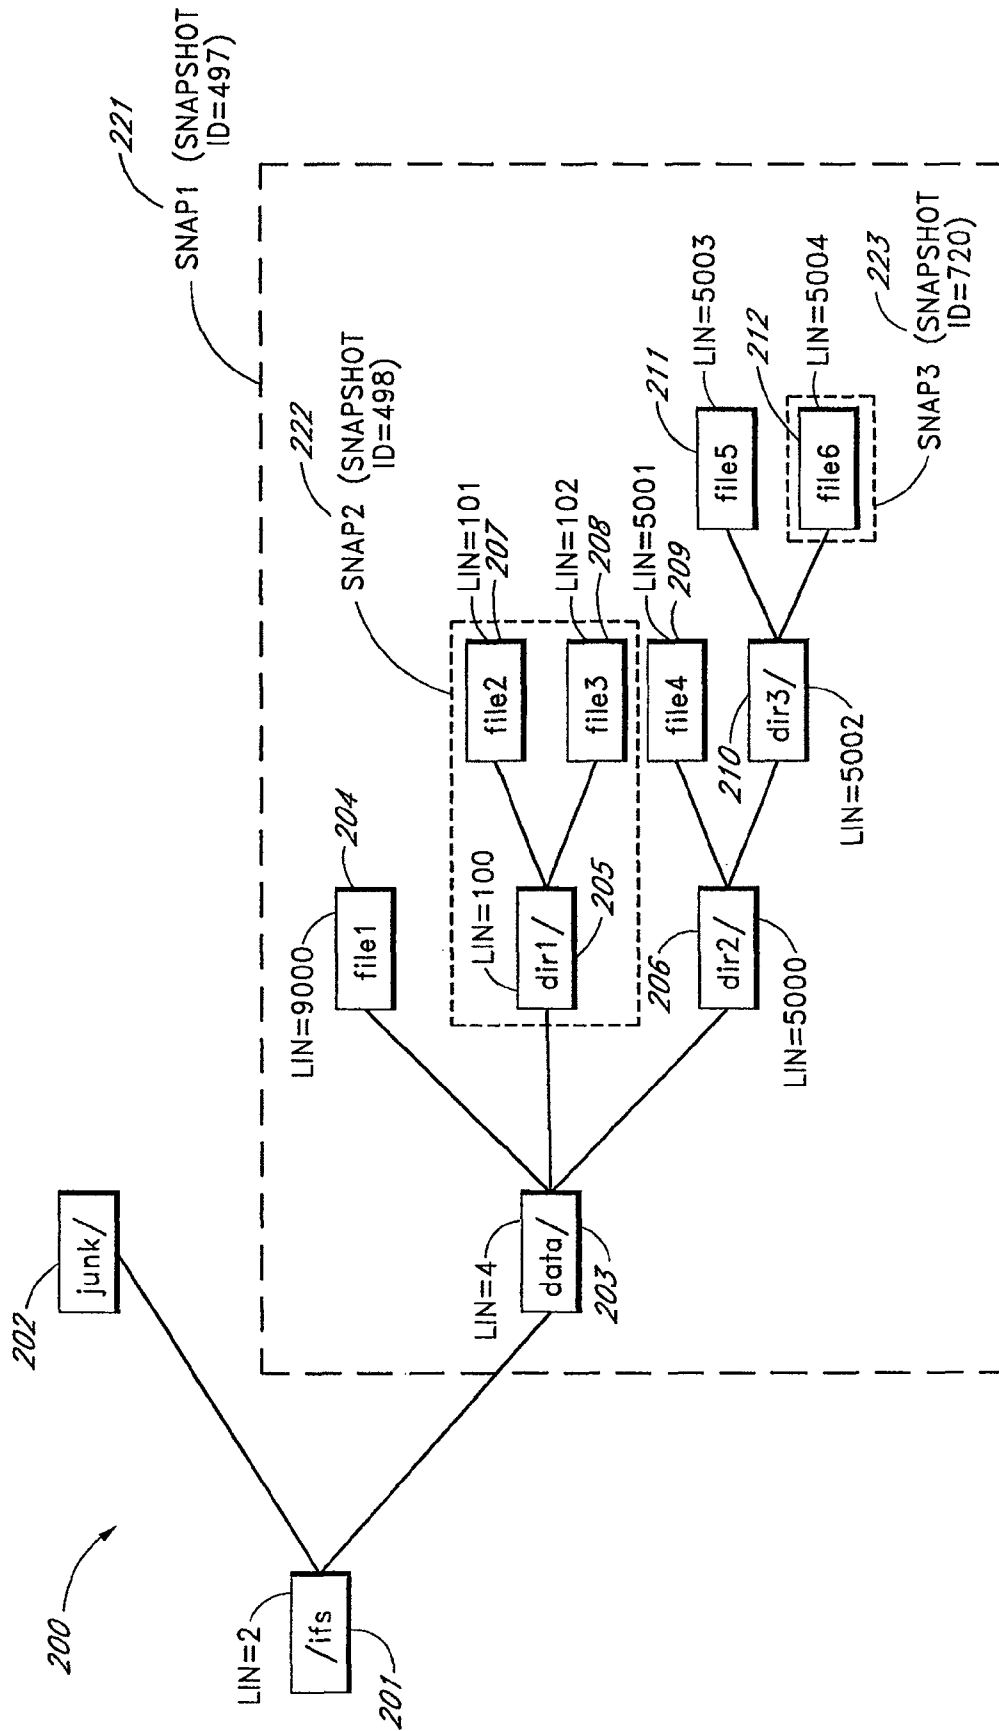 200
LIN=2
/ifs
201
202
junk/
LIN=4
data/
203
221
SNAP1 (SNAPSHOT
ID=497)
222
SNAP2 (SNAPSHOT
ID=498)
LIN=9000
file1
204
LIN=100
dir1/
205
file2
LIN=101
207
file3
LIN=102
208
206
dir2/
LIN=5000
file4
LIN=5001
209
210
dir3/
LIN=5002
211
file5
LIN=5003
212
file6
LIN=5004
223
SNAP3 (SNAPSHOT
ID=720)